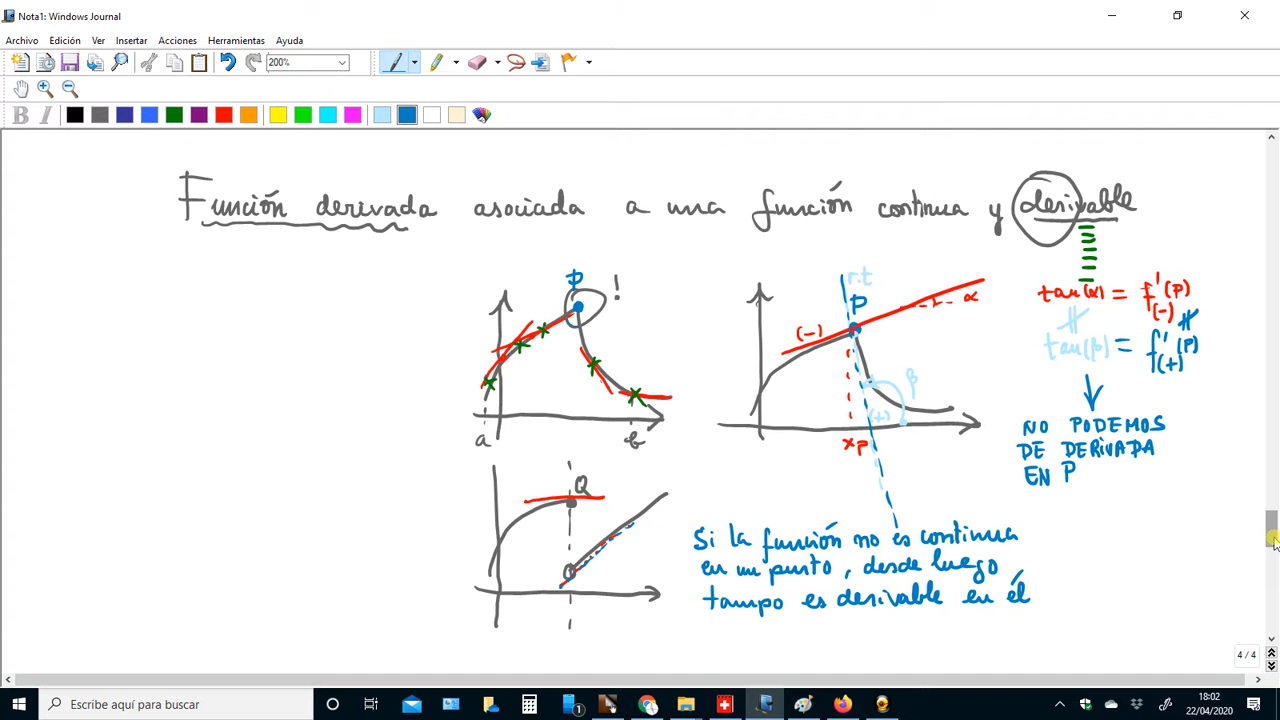 Nota1: Windows Journal
Archivo Edición Ver Insertar Acciones Herramientas Ayuda
200%
B I
Función derivada asociada a una función continua y derivable
P
!
a
b
r.t
P
(-)
α
β
(+)
xp
tan(α) = f'(-)(P)
tan(β) = f'(+)(P)
NO PODEMOS
DE DERIVADA
EN P
Q
Si la función no es continua
en un punto, desde luego
tampo es derivable en él
4 / 4
Escribe aquí para buscar
1
18:02
22/04/2020